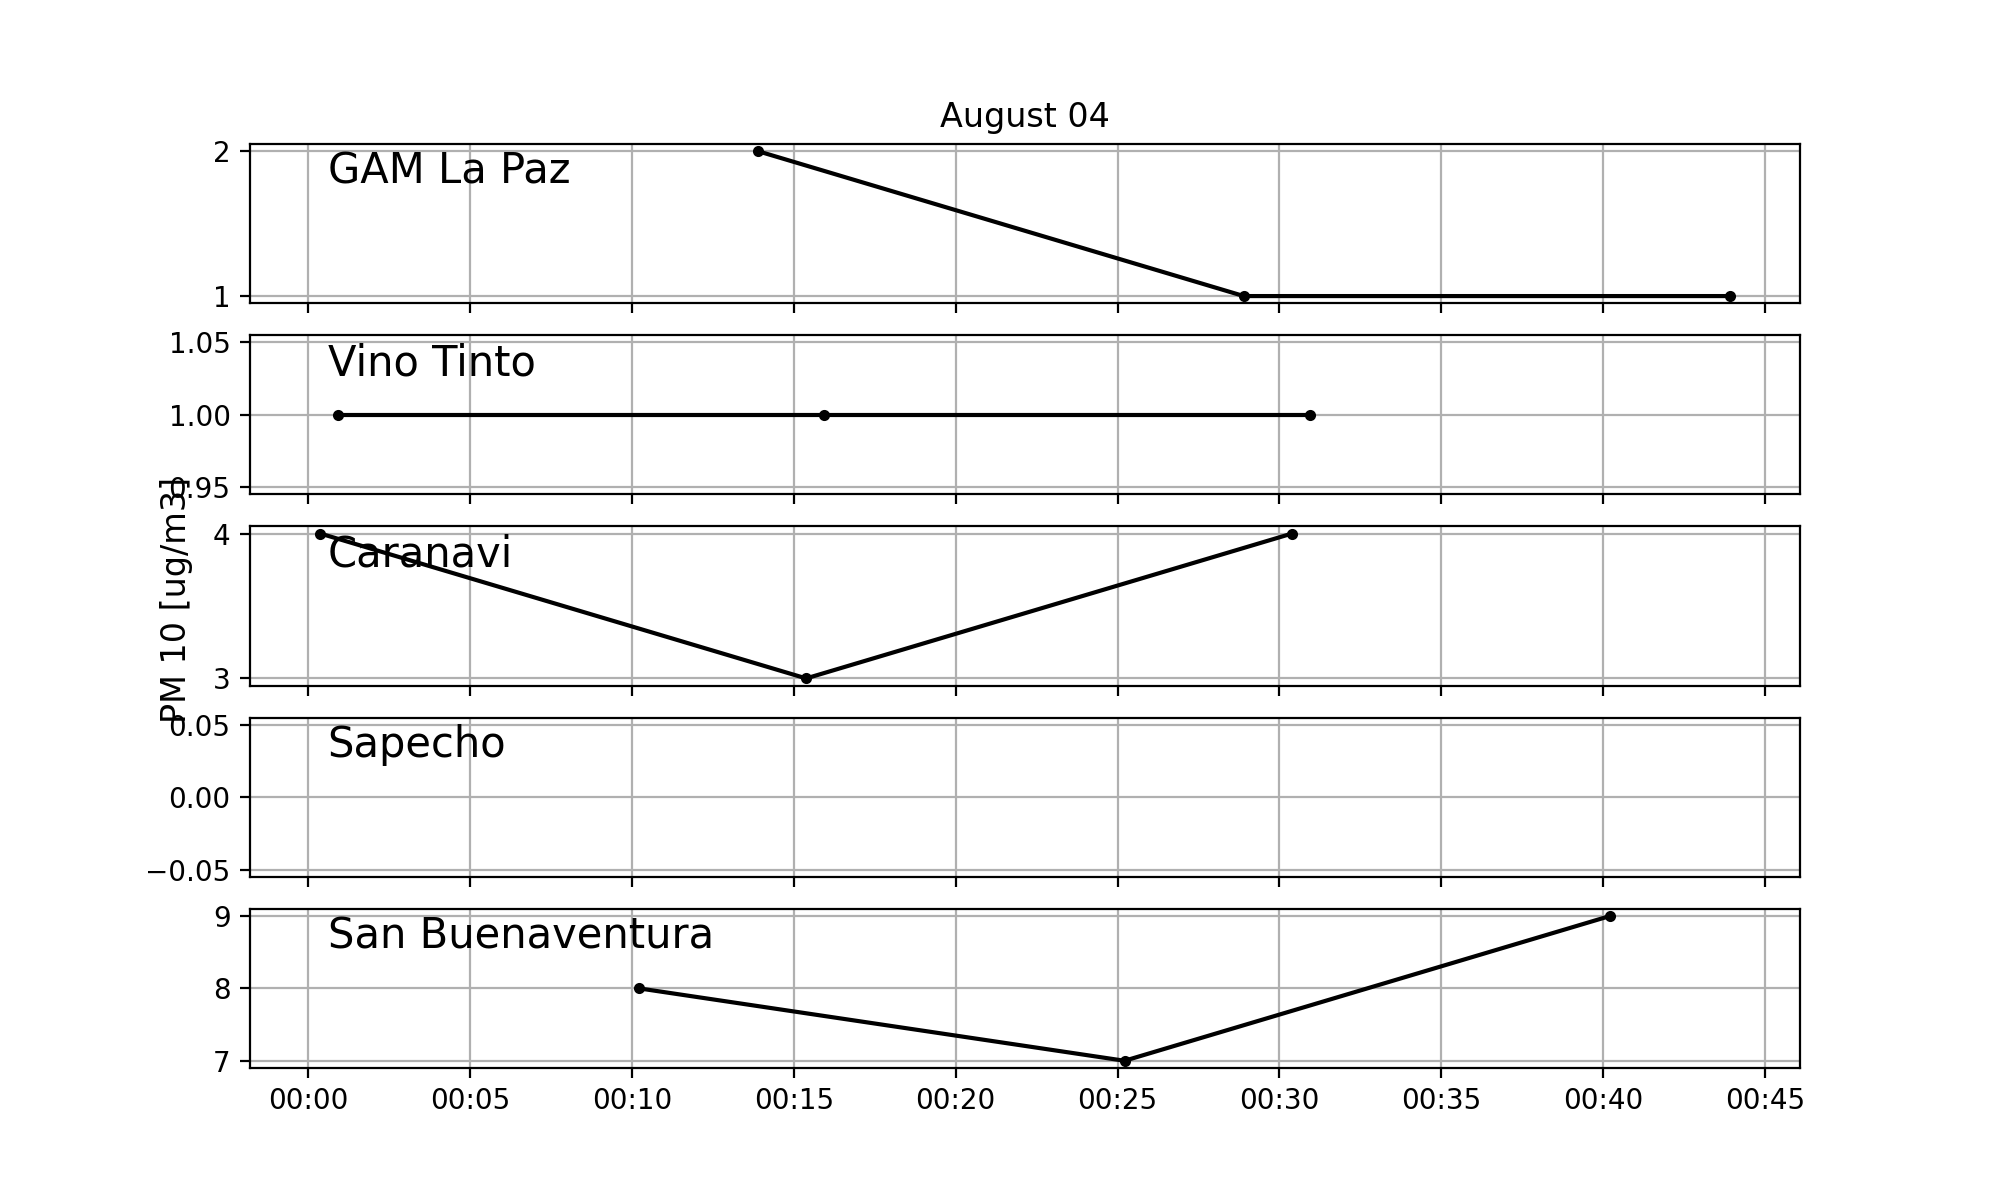 August 04
2
GAM La Paz
1
1.05
Vino Tinto
1.00
0.95
PM 10 [ug/m3]
4
Caranavi
3
0.05
Sapecho
0.00
−0.05
9
San Buenaventura
8
7
00:00 00:05 00:10 00:15 00:20 00:25 00:30 00:35 00:40 00:45